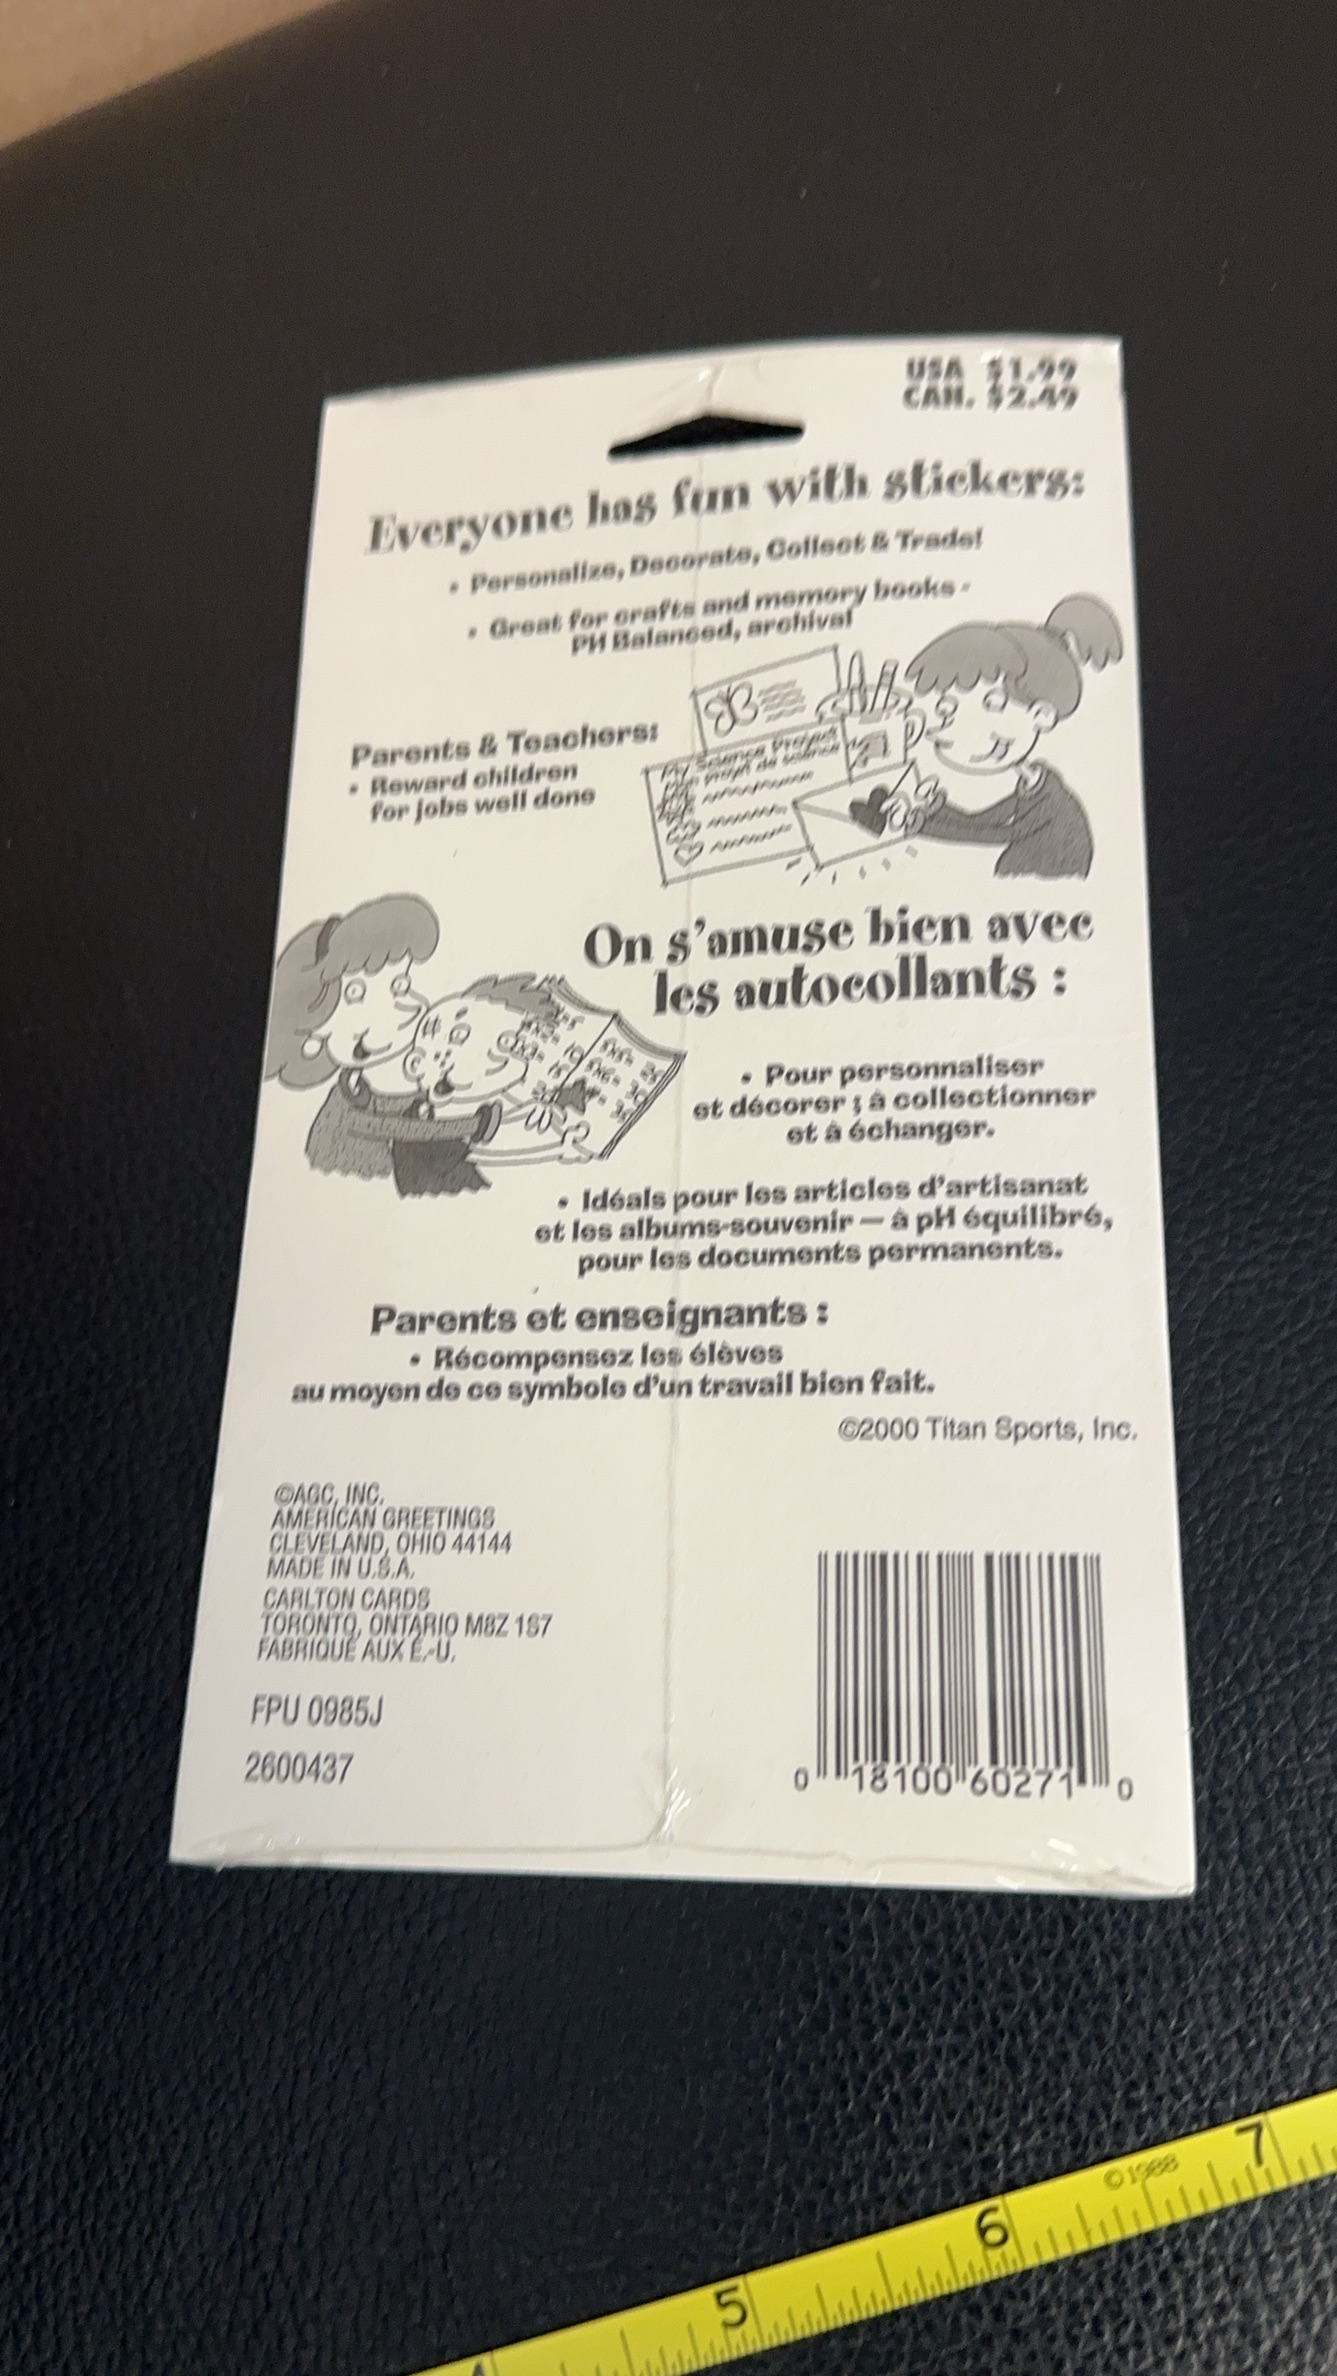 USA $1.99
CAN. $2.49
Everyone has fun with stickers:
• Personalize, Decorate, Collect & Trade!
• Great for crafts and memory books -
PH Balanced, archival
Parents & Teachers:
• Reward children
for jobs well done
My Science Project
On s'amuse bien avec
les autocollants :
• Pour personnaliser
et décorer ; à collectionner
et à échanger.
• Idéals pour les articles d'artisanat
et les albums-souvenir — à pH équilibré,
pour les documents permanents.
Parents et enseignants :
• Récompensez les élèves
au moyen de ce symbole d'un travail bien fait.
©2000 Titan Sports, Inc.
©AGC, INC.
AMERICAN GREETINGS
CLEVELAND, OHIO 44144
MADE IN U.S.A.
CARLTON CARDS
TORONTO, ONTARIO M8Z 1S7
FABRIQUÉ AUX É.-U.
FPU 0985J
2600437
0 18100 60271 0
©1988
5 6 7